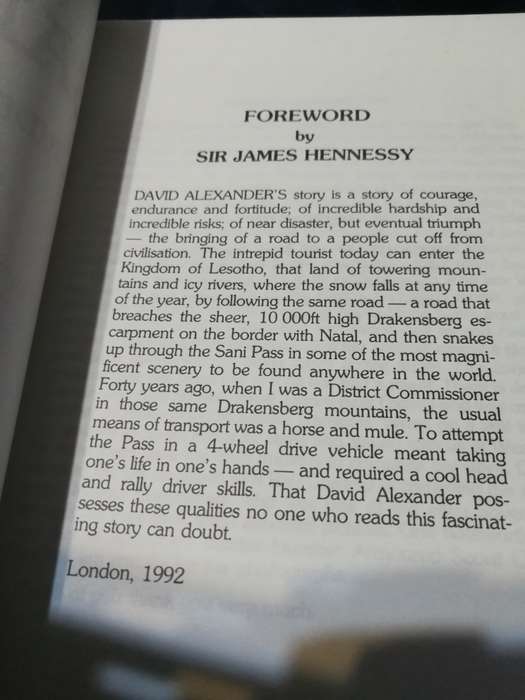 FOREWORD
by
SIR JAMES HENNESSY
DAVID ALEXANDER'S story is a story of courage,
endurance and fortitude; of incredible hardship and
incredible risks; of near disaster, but eventual triumph
— the bringing of a road to a people cut off from
civilisation. The intrepid tourist today can enter the
Kingdom of Lesotho, that land of towering moun-
tains and icy rivers, where the snow falls at any time
of the year, by following the same road — a road that
breaches the sheer, 10 000ft high Drakensberg es-
carpment on the border with Natal, and then snakes
up through the Sani Pass in some of the most magni-
ficent scenery to be found anywhere in the world.
Forty years ago, when I was a District Commissioner
in those same Drakensberg mountains, the usual
means of transport was a horse and mule. To attempt
the Pass in a 4-wheel drive vehicle meant taking
one's life in one's hands — and required a cool head
and rally driver skills. That David Alexander pos-
sesses these qualities no one who reads this fascinat-
ing story can doubt.
London, 1992